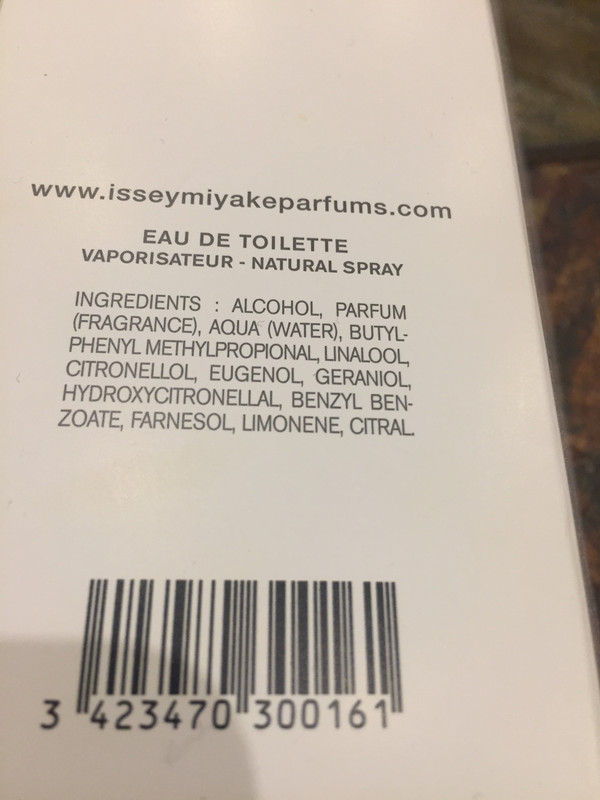 www.isseymiyakeparfums.com
EAU DE TOILETTE
VAPORISATEUR - NATURAL SPRAY
INGREDIENTS : ALCOHOL, PARFUM
(FRAGRANCE), AQUA (WATER), BUTYL-
PHENYL METHYLPROPIONAL, LINALOOL,
CITRONELLOL, EUGENOL, GERANIOL,
HYDROXYCITRONELLAL, BENZYL BEN-
ZOATE, FARNESOL, LIMONENE, CITRAL.
3 423470 300161